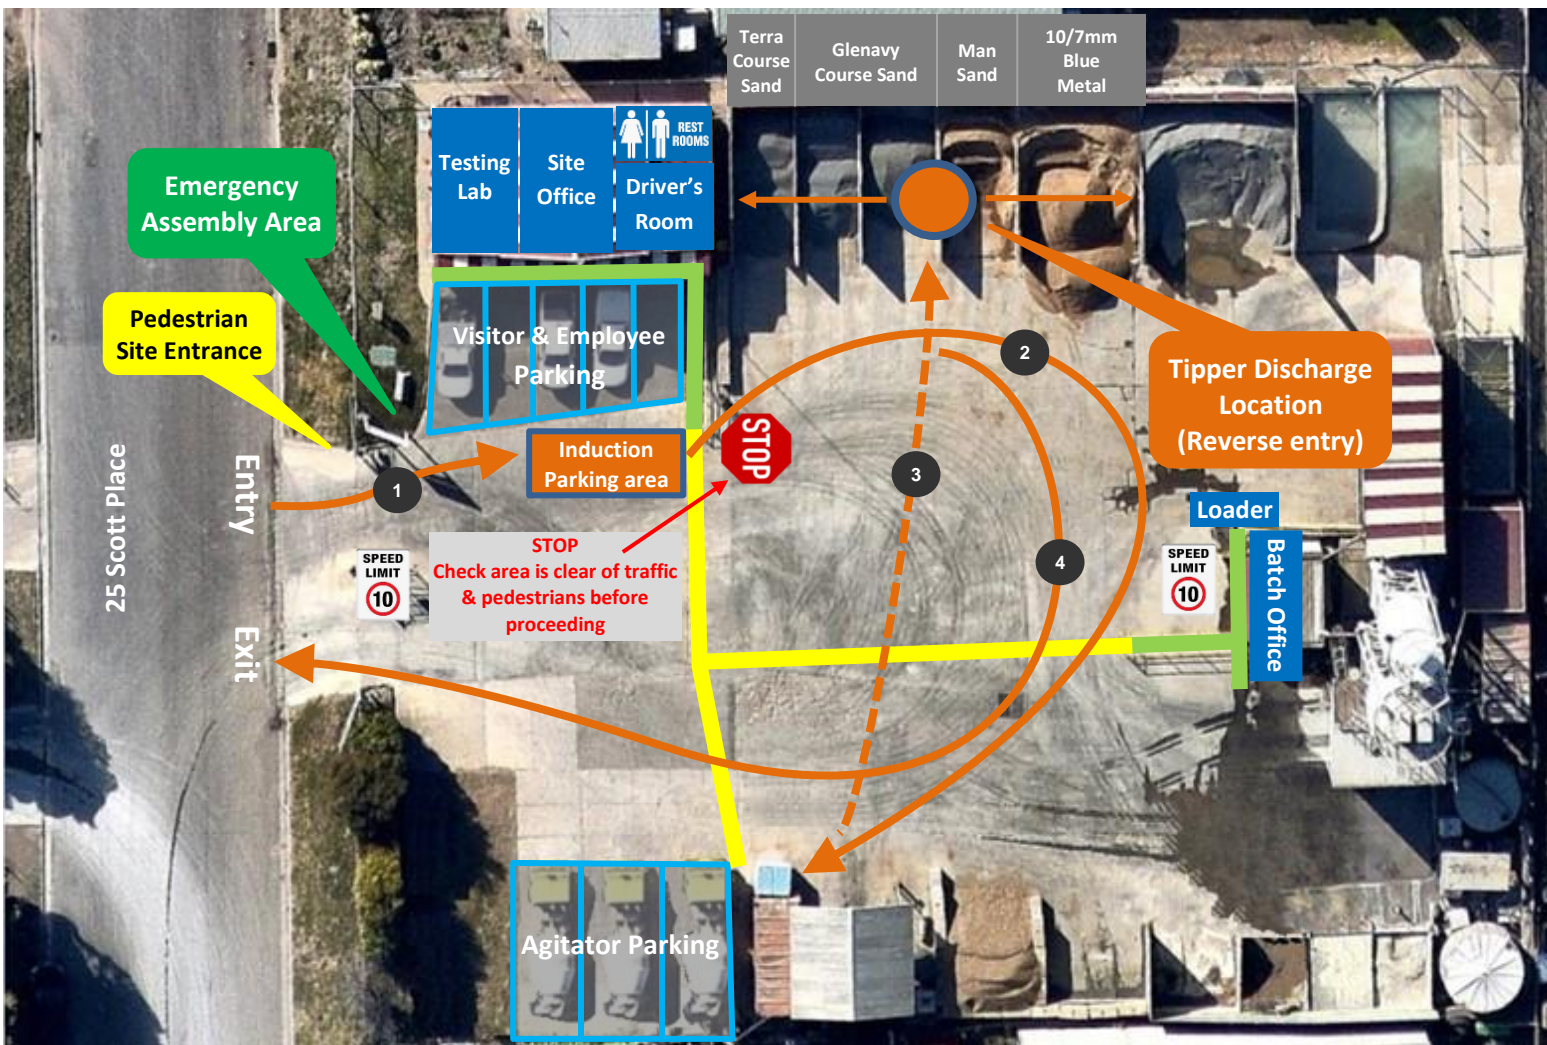 Terra
Course
Sand
Glenavy
Course Sand
Man
Sand
10/7mm
Blue
Metal
Testing
Lab
Site
Office
REST
ROOMS
Driver's
Room
Emergency
Assembly Area
Pedestrian
Site Entrance
Visitor & Employee
Parking
Induction
Parking area
STOP
Tipper Discharge
Location
(Reverse entry)
1
2
3
4
25 Scott Place
Entry
Exit
SPEED
LIMIT
10
STOP
Check area is clear of traffic
& pedestrians before
proceeding
Loader
SPEED
LIMIT
10
Batch Office
Agitator Parking